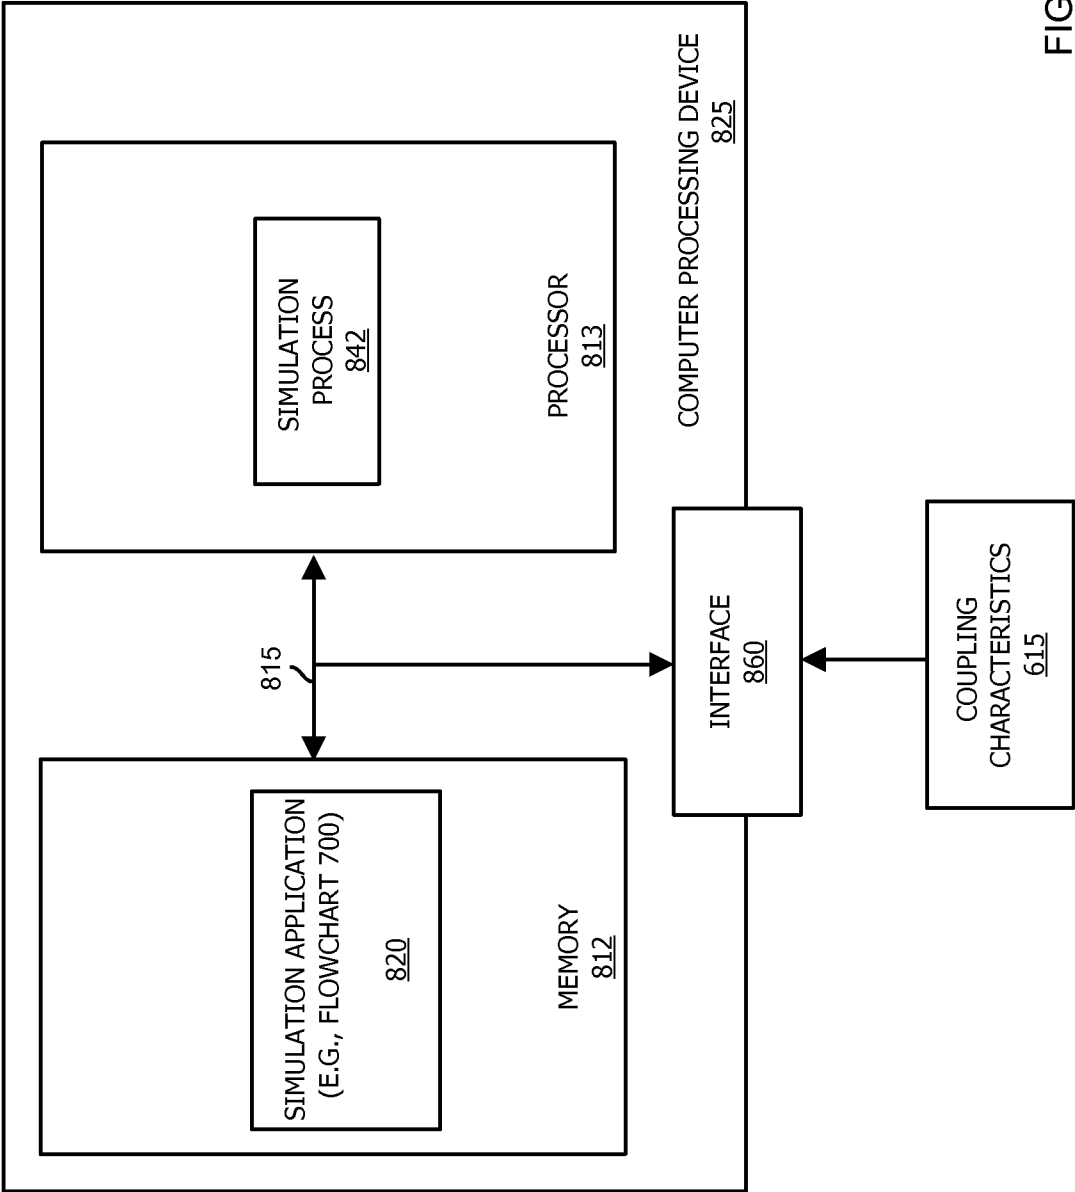 SIMULATION APPLICATION
(E.G., FLOWCHART 700)
820
MEMORY
812
815
SIMULATION
PROCESS
842
PROCESSOR
813
COMPUTER PROCESSING DEVICE
825
INTERFACE
860
COUPLING
CHARACTERISTICS
615
FIG